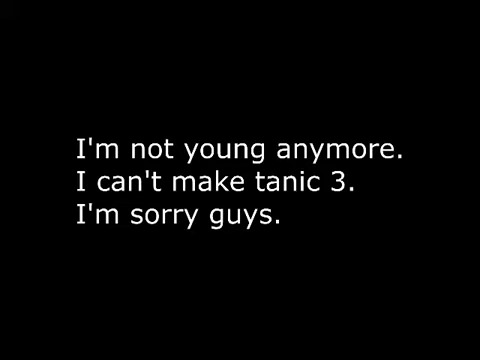 I'm not young anymore.
I can't make tanic 3.
I'm sorry guys.